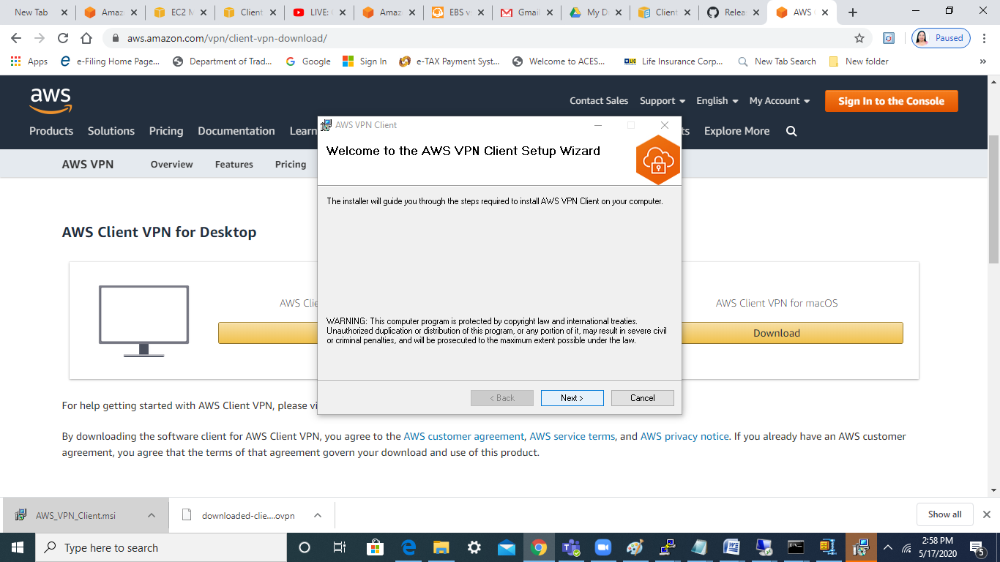 New Tab
Amaz
EC2 M
Client
LIVE:
Amaz
EBS v
Gmail
My D
Client
Relea
AWS
aws.amazon.com/vpn/client-vpn-download/
Paused
Apps
e-Filing Home Page...
Department of Trad...
Google
Sign In
e-TAX Payment Syst...
Welcome to ACES...
Life Insurance Corp...
New Tab Search
New folder
»
aws
Contact Sales
Support
English
My Account
Sign In to the Console
Products
Solutions
Pricing
Documentation
Learn
ts
Explore More
AWS VPN
Overview
Features
Pricing
AWS VPN Client
Welcome to the AWS VPN Client Setup Wizard
The installer will guide you through the steps required to install AWS VPN Client on your computer.
WARNING: This computer program is protected by copyright law and international treaties.
Unauthorized duplication or distribution of this program, or any portion of it, may result in severe civil
or criminal penalties, and will be prosecuted to the maximum extent possible under the law.
< Back
Next >
Cancel
AWS Client VPN for Desktop
AWS Clie
AWS Client VPN for macOS
Download
For help getting started with AWS Client VPN, please vi
By downloading the software client for AWS Client VPN, you agree to the AWS customer agreement, AWS service terms, and AWS privacy notice. If you already have an AWS customer
agreement, you agree that the terms of that agreement govern your download and use of this product.
AWS_VPN_Client.msi
downloaded-clie....ovpn
Show all
Type here to search
2:58 PM
5/17/2020
5